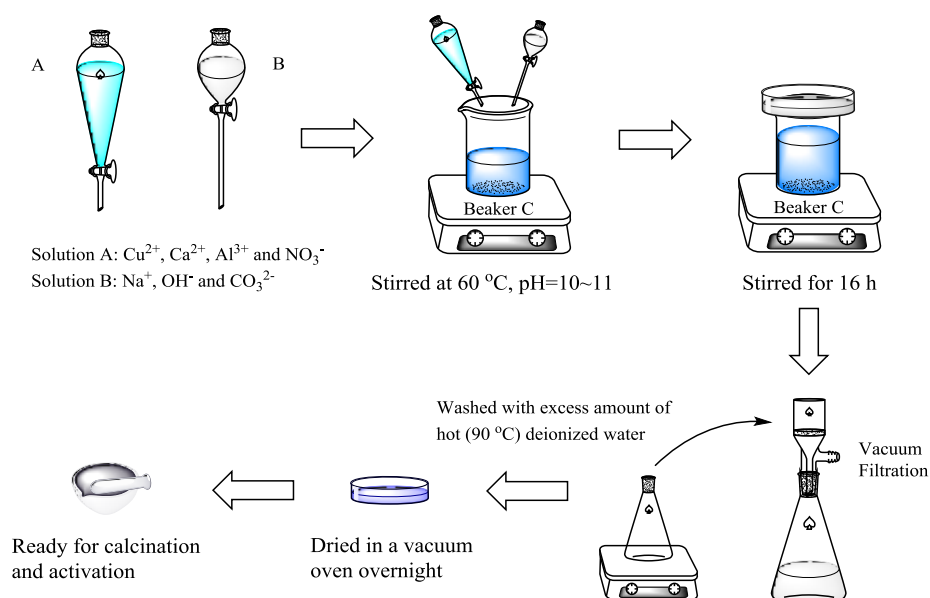 A
B
Solution A: Cu²⁺, Ca²⁺, Al³⁺ and NO₃⁻
Solution B: Na⁺, OH⁻ and CO₃²⁻
Beaker C
Stirred at 60 °C, pH=10~11
Beaker C
Stirred for 16 h
Washed with excess amount of
hot (90 °C) deionized water
Vacuum
Filtration
Dried in a vacuum
oven overnight
Ready for calcination
and activation